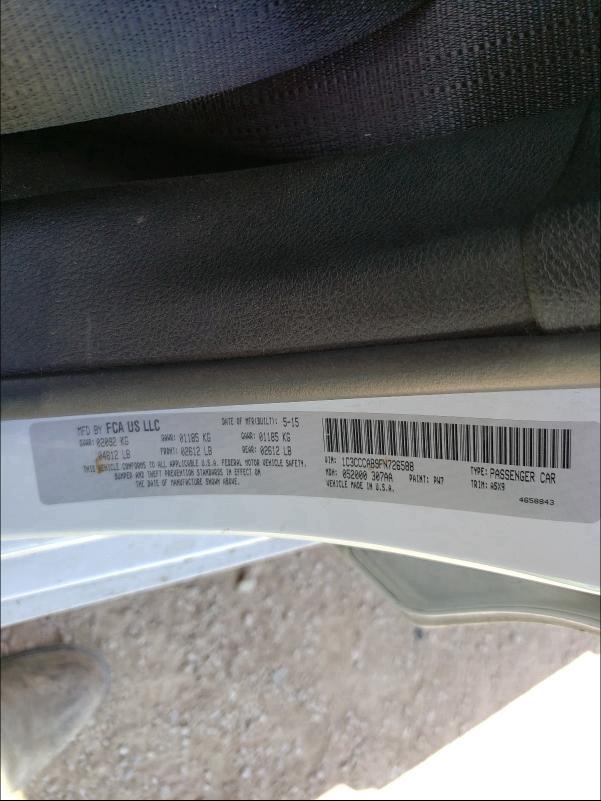 MFD BY FCA US LLC DATE OF MFR(BUILT): 5-15
GVWR: 02092 KG GAWR: 01185 KG GAWR: 01185 KG
04612 LB FRONT: 02612 LB REAR: 02612 LB
THIS VEHICLE CONFORMS TO ALL APPLICABLE U.S.A. FEDERAL MOTOR VEHICLE SAFETY,
BUMPER AND THEFT PREVENTION STANDARDS IN EFFECT ON
THE DATE OF MANUFACTURE SHOWN ABOVE.
VIN: 1C3CCCAB9FN726588 TYPE: PASSENGER CAR
MDH: 052000 307AA PAINT: PW7 TRIM: A5X9
VEHICLE MADE IN U.S.A. 4658843